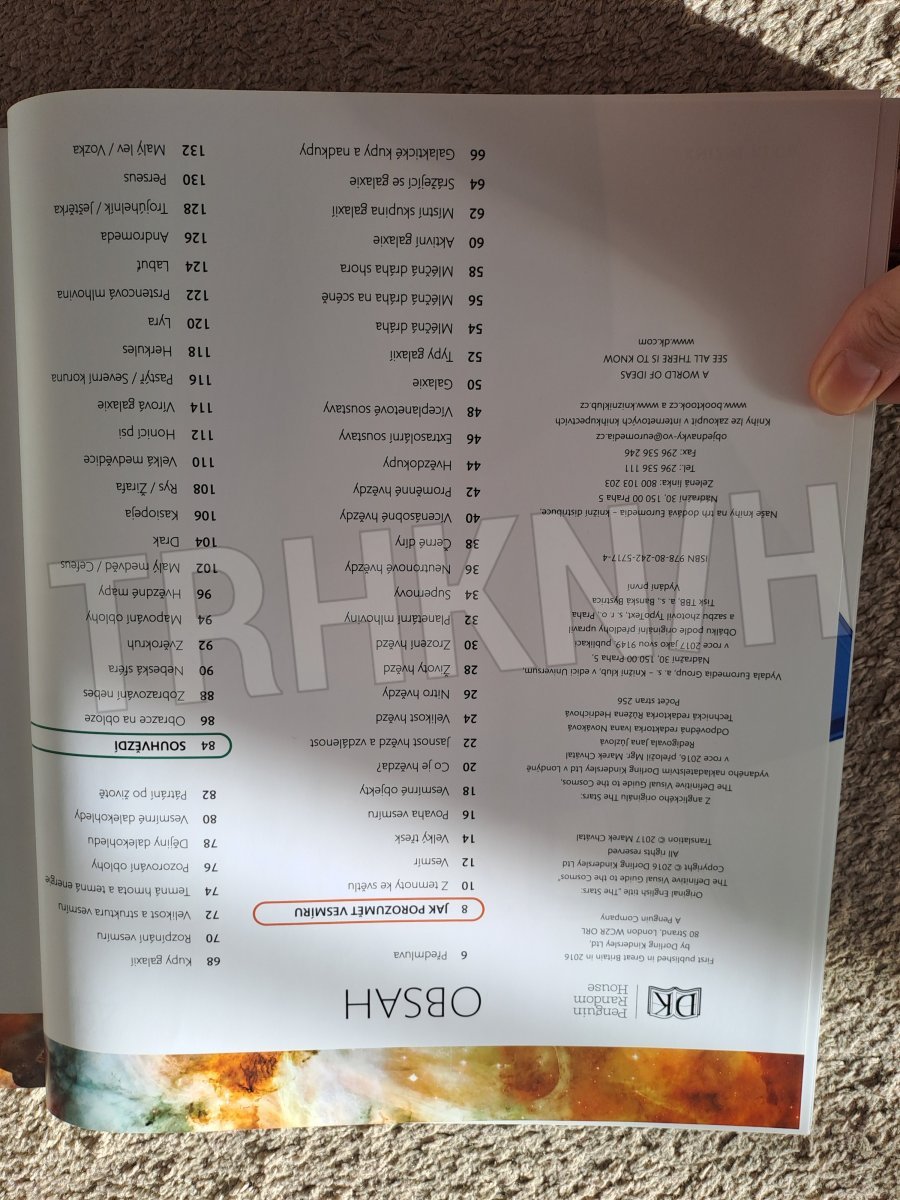 DK
Penguin
Random
House
First published in Great Britain in 2016
by Dorling Kindersley Ltd,
80 Strand, London WC2R ORL
A Penguin Company
Original English title „The Stars:
The Definitive Visual Guide to the Cosmos“
Copyright © 2016 Dorling Kindersley Ltd
All rights reserved
Translation © 2017 Marek Chvátal
Z anglického originálu The Stars:
The Definitive Visual Guide to the Cosmos,
vydaného nakladatelstvím Dorling Kindersley Ltd v Londýně
v roce 2016, přeložil Mgr. Marek Chvátal
Redigovala Jana Jůzlová
Odpovědná redaktorka Ivana Nováková
Technická redaktorka Růžena Hedrichová
Počet stran 256
Vydala Euromedia Group, a. s. – Knižní klub, v edici Universum,
Nádražní 30, 150 00 Praha 5,
v roce 2017 jako svou 9149. publikaci
Obálku podle originální předlohy upravil
a sazbu zhotovil TypoText, s. r. o., Praha
Tisk TBB, a. s., Banská Bystrica
Vydání první
ISBN 978-80-242-5717-4
Naše knihy na trh dodává Euromedia – knižní distribuce,
Nádražní 30, 150 00 Praha 5
Zelená linka: 800 103 203
Tel.: 296 536 111
Fax: 296 536 246
objednavky-vo@euromedia.cz
Knihy lze zakoupit v internetových knihkupectvích
www.booktook.cz a www.knizniklub.cz
A WORLD OF IDEAS
SEE ALL THERE IS TO KNOW
www.dk.com
OBSAH
6 Předmluva
8 JAK POROZUMĚT VESMÍRU
10 Z temnoty ke světlu
12 Vesmír
14 Velký třesk
16 Povaha vesmíru
18 Vesmírné objekty
20 Co je hvězda?
22 Jasnost hvězd a vzdálenost
24 Velikost hvězd
26 Nitro hvězdy
28 Životy hvězd
30 Zrození hvězd
32 Planetární mlhoviny
34 Supernovy
36 Neutronové hvězdy
38 Černé díry
40 Vícenásobné hvězdy
42 Proměnné hvězdy
44 Hvězdokupy
46 Extrasolární soustavy
48 Víceplanetové soustavy
50 Galaxie
52 Typy galaxií
54 Mléčná dráha
56 Mléčná dráha na scéně
58 Mléčná dráha shora
60 Aktivní galaxie
62 Místní skupina galaxií
64 Srážející se galaxie
66 Galaktické kupy a nadkupy
68 Kupy galaxií
70 Rozpínání vesmíru
72 Velikost a struktura vesmíru
74 Temná hmota a temná energie
76 Pozorování oblohy
78 Dějiny dalekohledu
80 Vesmírné dalekohledy
82 Pátrání po životě
84 SOUHVĚZDÍ
86 Obrazce na obloze
88 Zobrazování nebes
90 Nebeská sféra
92 Zvěrokruh
94 Mapování oblohy
96 Hvězdné mapy
102 Malý medvěd / Cefeus
104 Drak
106 Kasiopeja
108 Rys / Žirafa
110 Velká medvědice
112 Honicí psi
114 Vírová galaxie
116 Pastýř / Severní koruna
118 Herkules
120 Lyra
122 Prstencová mlhovina
124 Labuť
126 Andromeda
128 Trojúhelník / Ještěrka
130 Perseus
132 Malý lev / Vozka
TRHKNIH